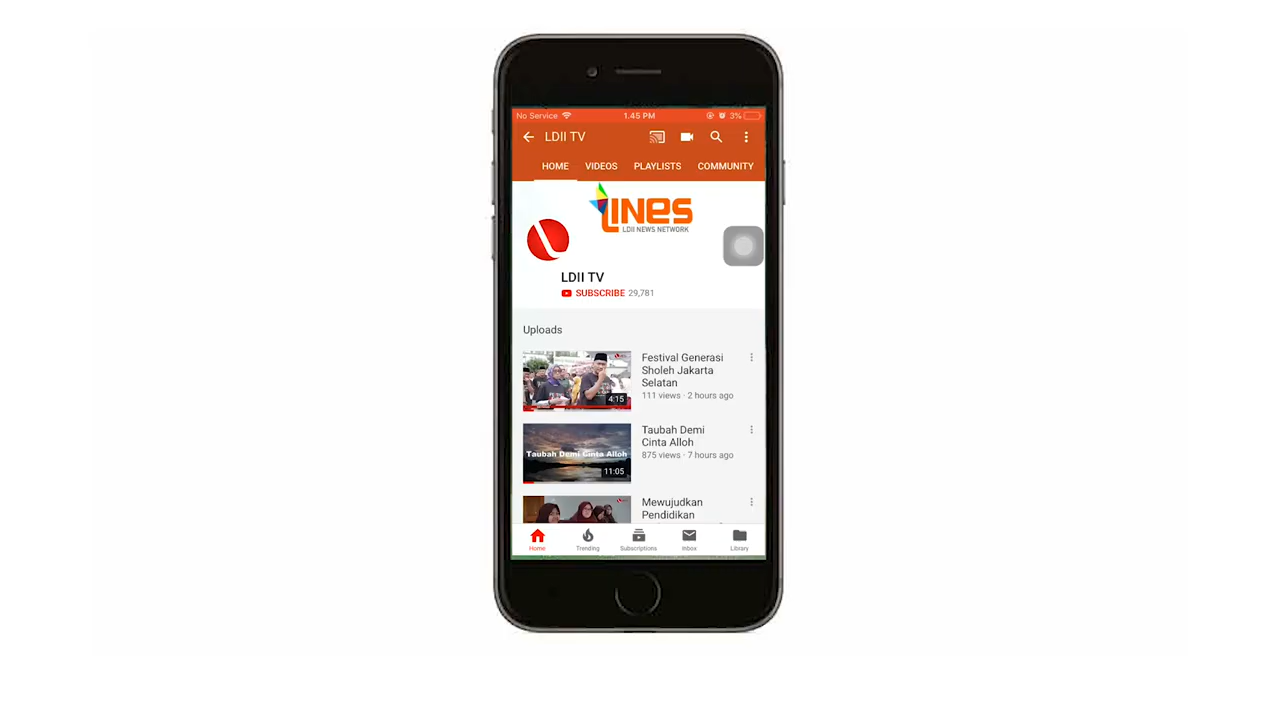 No Service 1.45 PM 3%
LDII TV
HOME VIDEOS PLAYLISTS COMMUNITY
LINES
LDII NEWS NETWORK
LDII TV
SUBSCRIBE 29,781
Uploads
Festival Generasi
Sholeh Jakarta
Selatan
111 views · 2 hours ago
4:15
Taubah Demi
Cinta Alloh
875 views · 7 hours ago
Taubah Demi Cinta Alloh
11:05
Mewujudkan
Pendidikan
Home Trending Subscriptions Inbox Library